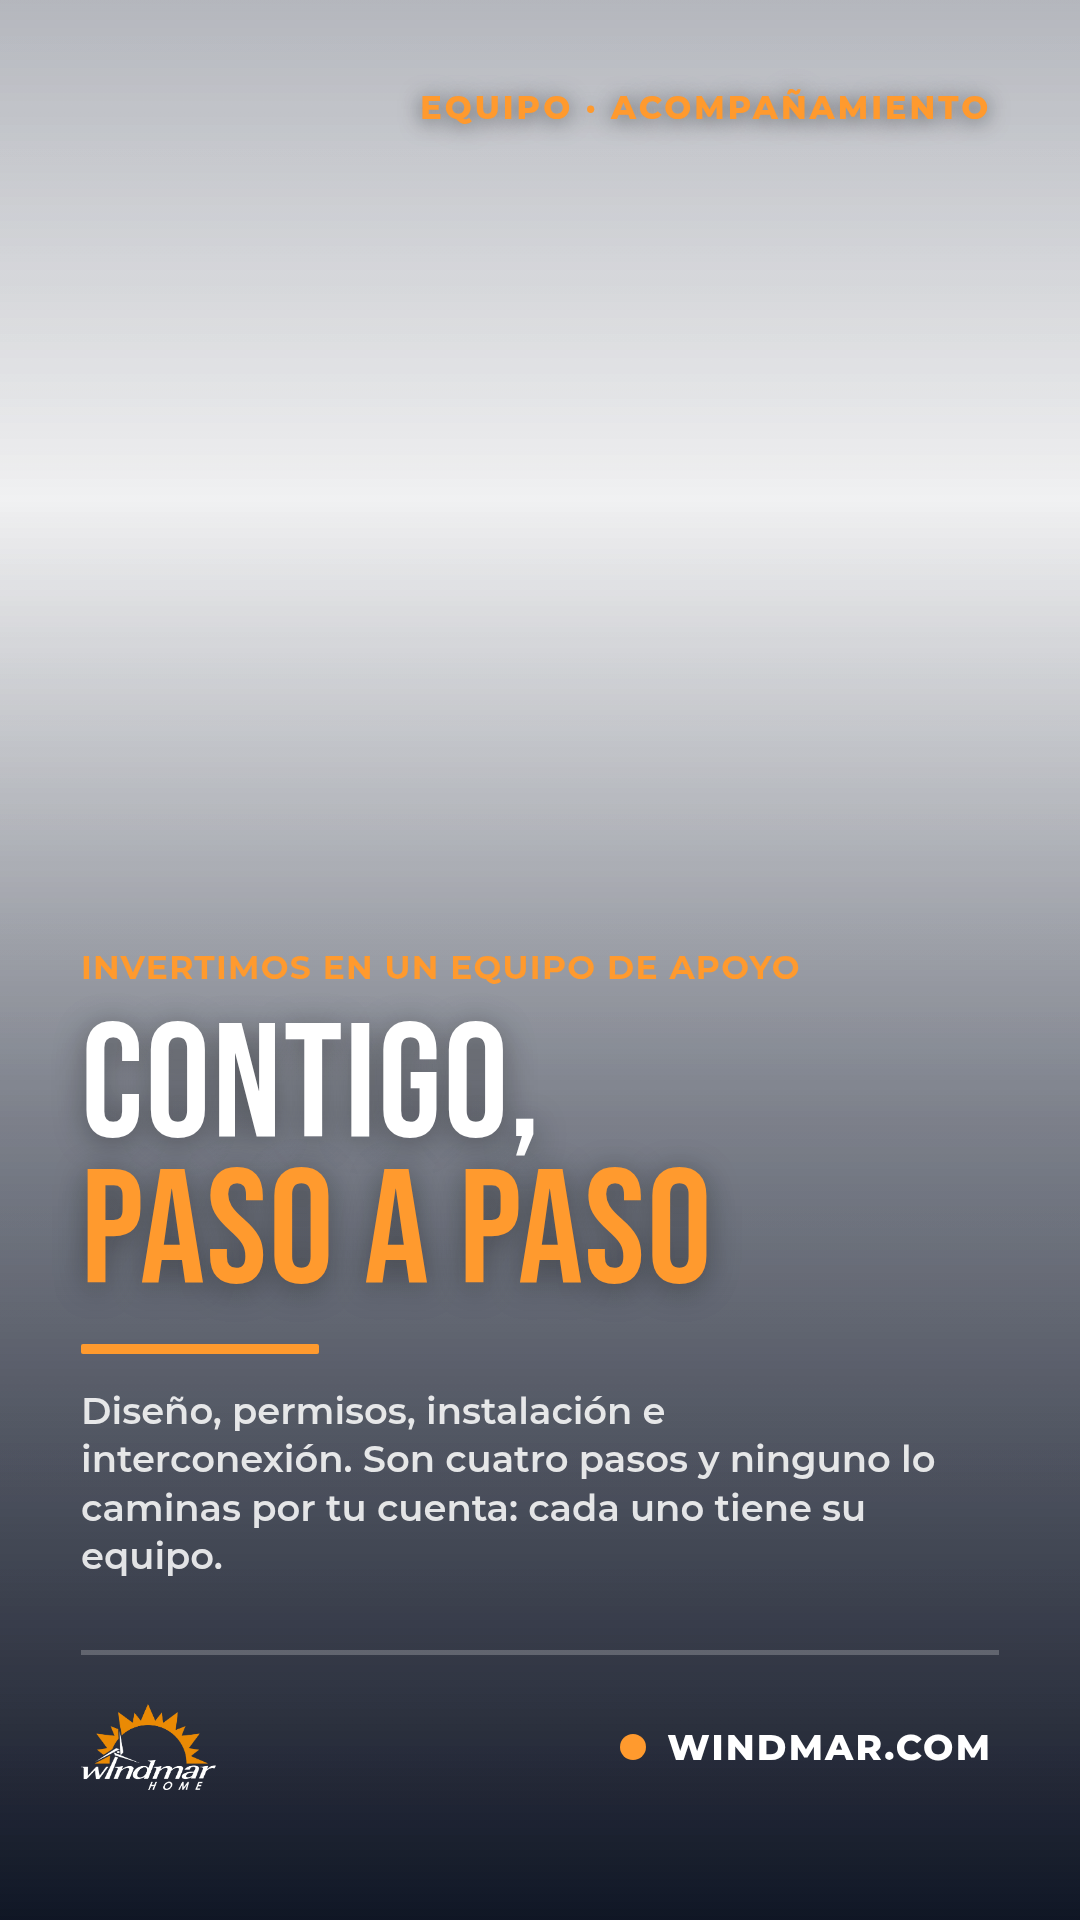 EQUIPO · ACOMPAÑAMIENTO
INVERTIMOS EN UN EQUIPO DE APOYO
CONTIGO,
PASO A PASO
Diseño, permisos, instalación e
interconexión. Son cuatro pasos y ninguno lo
caminas por tu cuenta: cada uno tiene su
equipo.
windmar
HOME
WINDMAR.COM